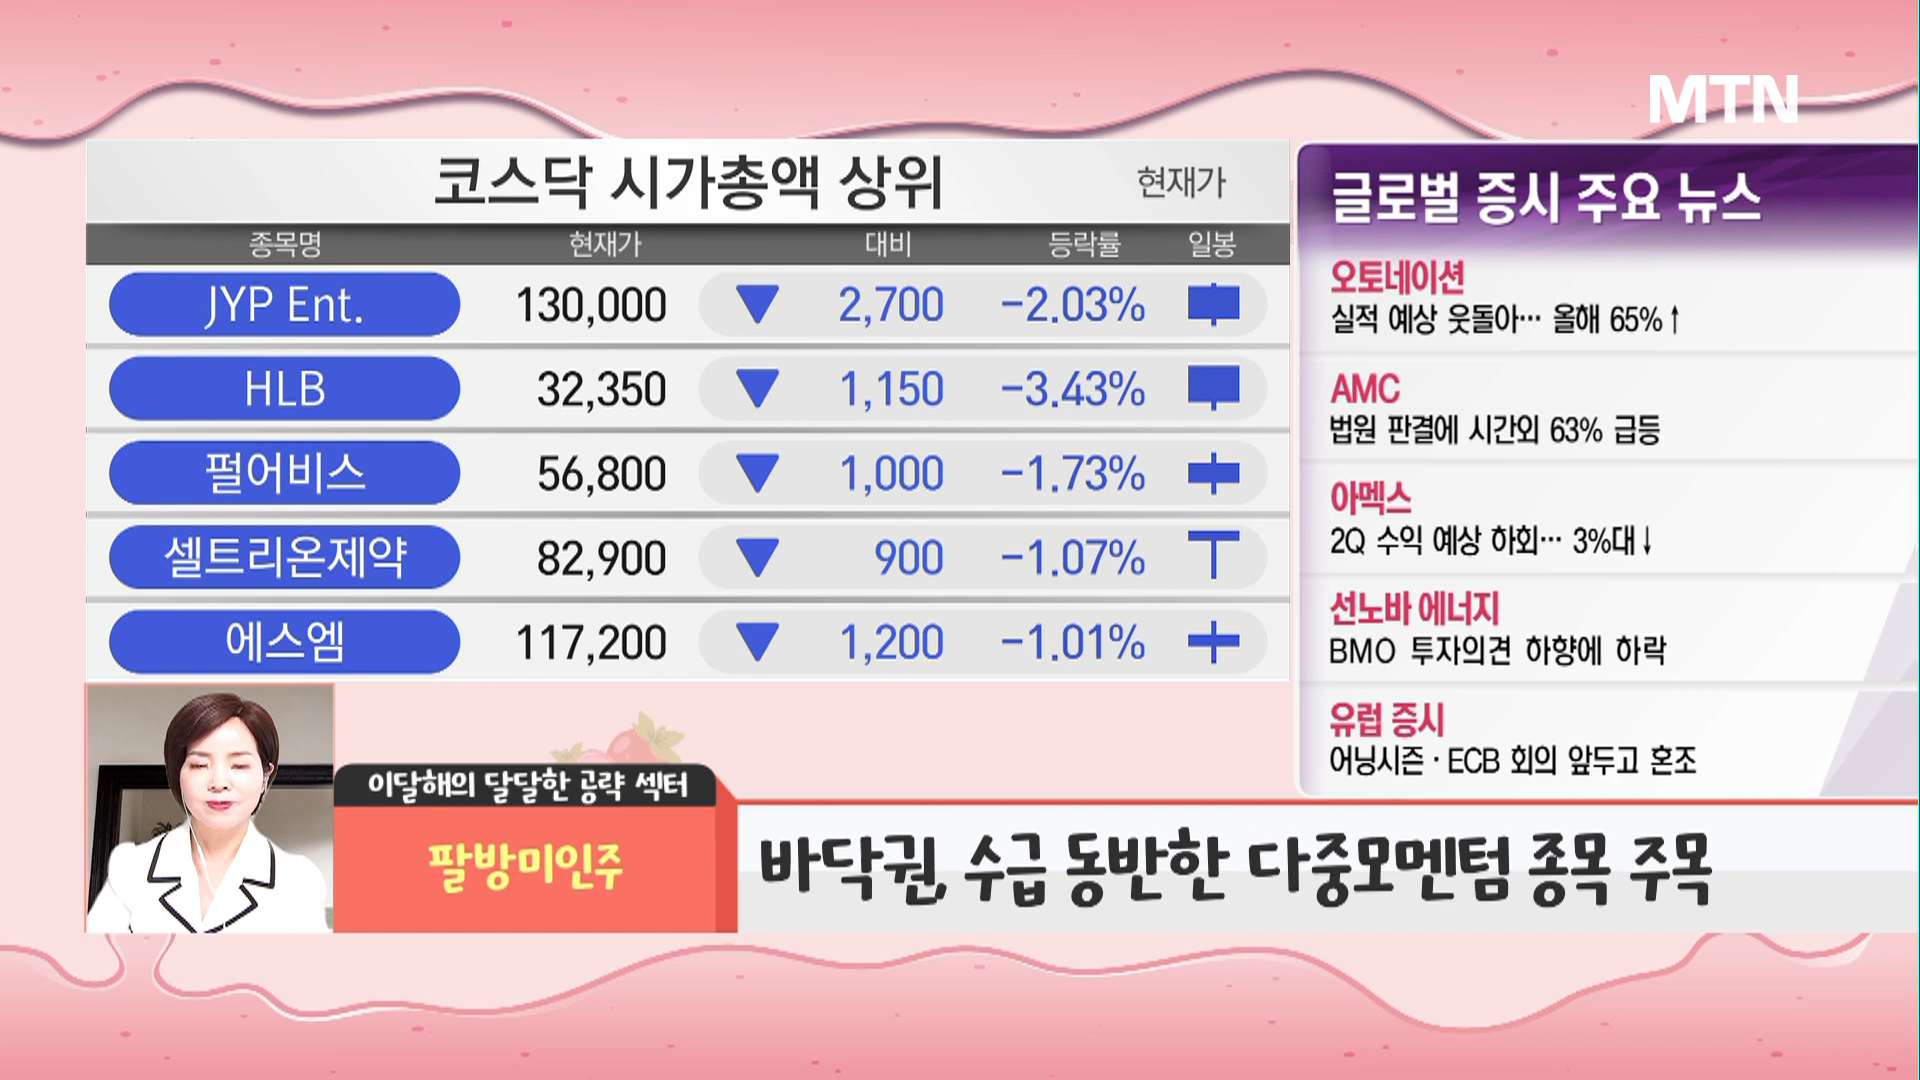 MTN
코스닥 시가총액 상위 현재가
종목명 현재가 대비 등락률 일봉
JYP Ent. 130,000 ▼ 2,700 -2.03%
HLB 32,350 ▼ 1,150 -3.43%
펄어비스 56,800 ▼ 1,000 -1.73%
셀트리온제약 82,900 ▼ 900 -1.07%
에스엠 117,200 ▼ 1,200 -1.01%
글로벌 증시 주요 뉴스
오토네이션
실적 예상 웃돌아… 올해 65%↑
AMC
법원 판결에 시간외 63% 급등
아멕스
2Q 수익 예상 하회… 3%대↓
선노바 에너지
BMO 투자의견 하향에 하락
유럽 증시
어닝시즌·ECB 회의 앞두고 혼조
이달해의 달달한 공략 섹터
팔방미인주
바닥권, 수급 동반한 다중모멘텀 종목 주목